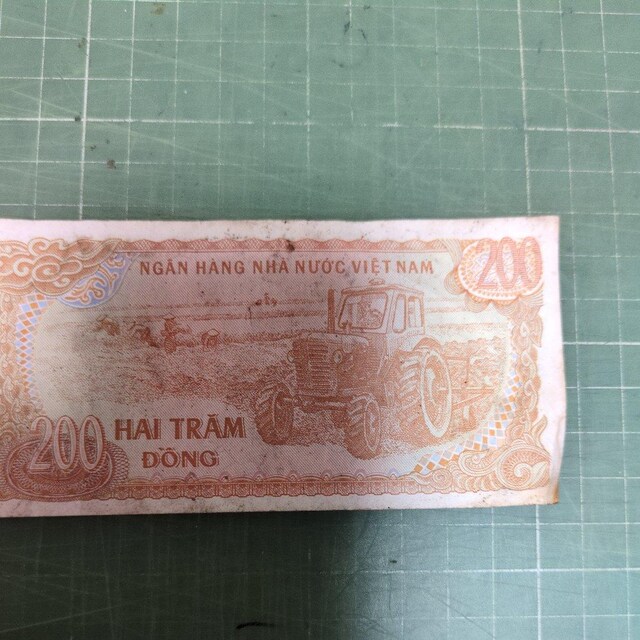 NGÂN HÀNG NHÀ NƯỚC VIỆT NAM
200
200
HAI TRĂM
ĐỒNG